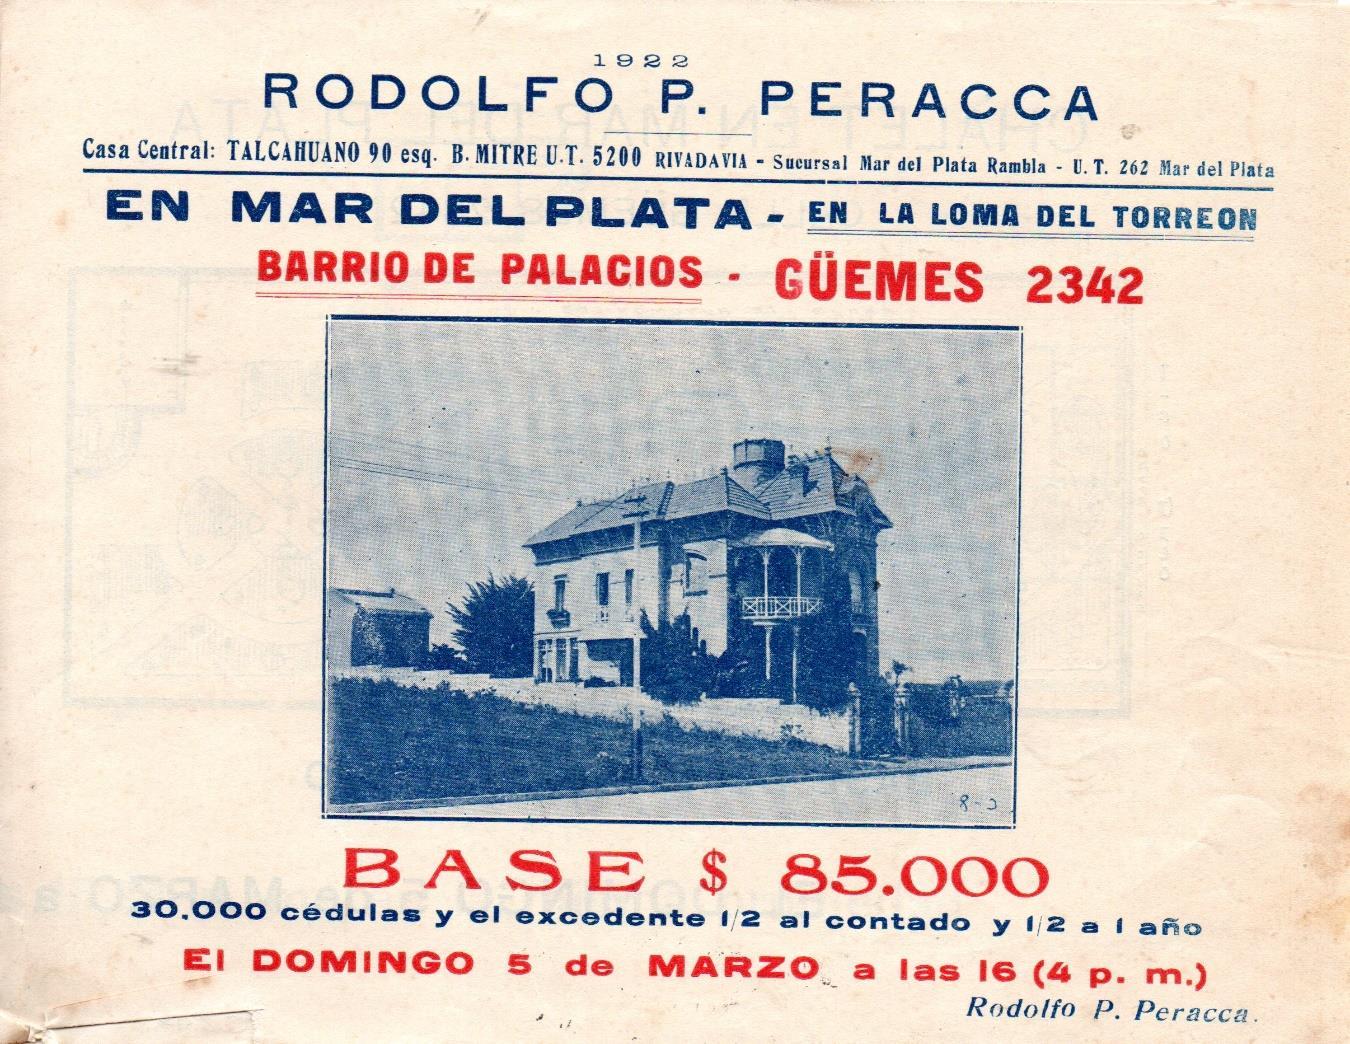 1922
RODOLFO P. PERACCA
Casa Central: TALCAHUANO 90 esq. B. MITRE U.T. 5200 RIVADAVIA - Sucursal Mar del Plata Rambla - U. T. 262 Mar del Plata
EN MAR DEL PLATA - EN LA LOMA DEL TORREON
BARRIO DE PALACIOS - GÜEMES 2342
BASE $ 85.000
30.000 cédulas y el excedente 1/2 al contado y 1/2 a 1 año
El DOMINGO 5 de MARZO a las 16 (4 p. m.)
Rodolfo P. Peracca.